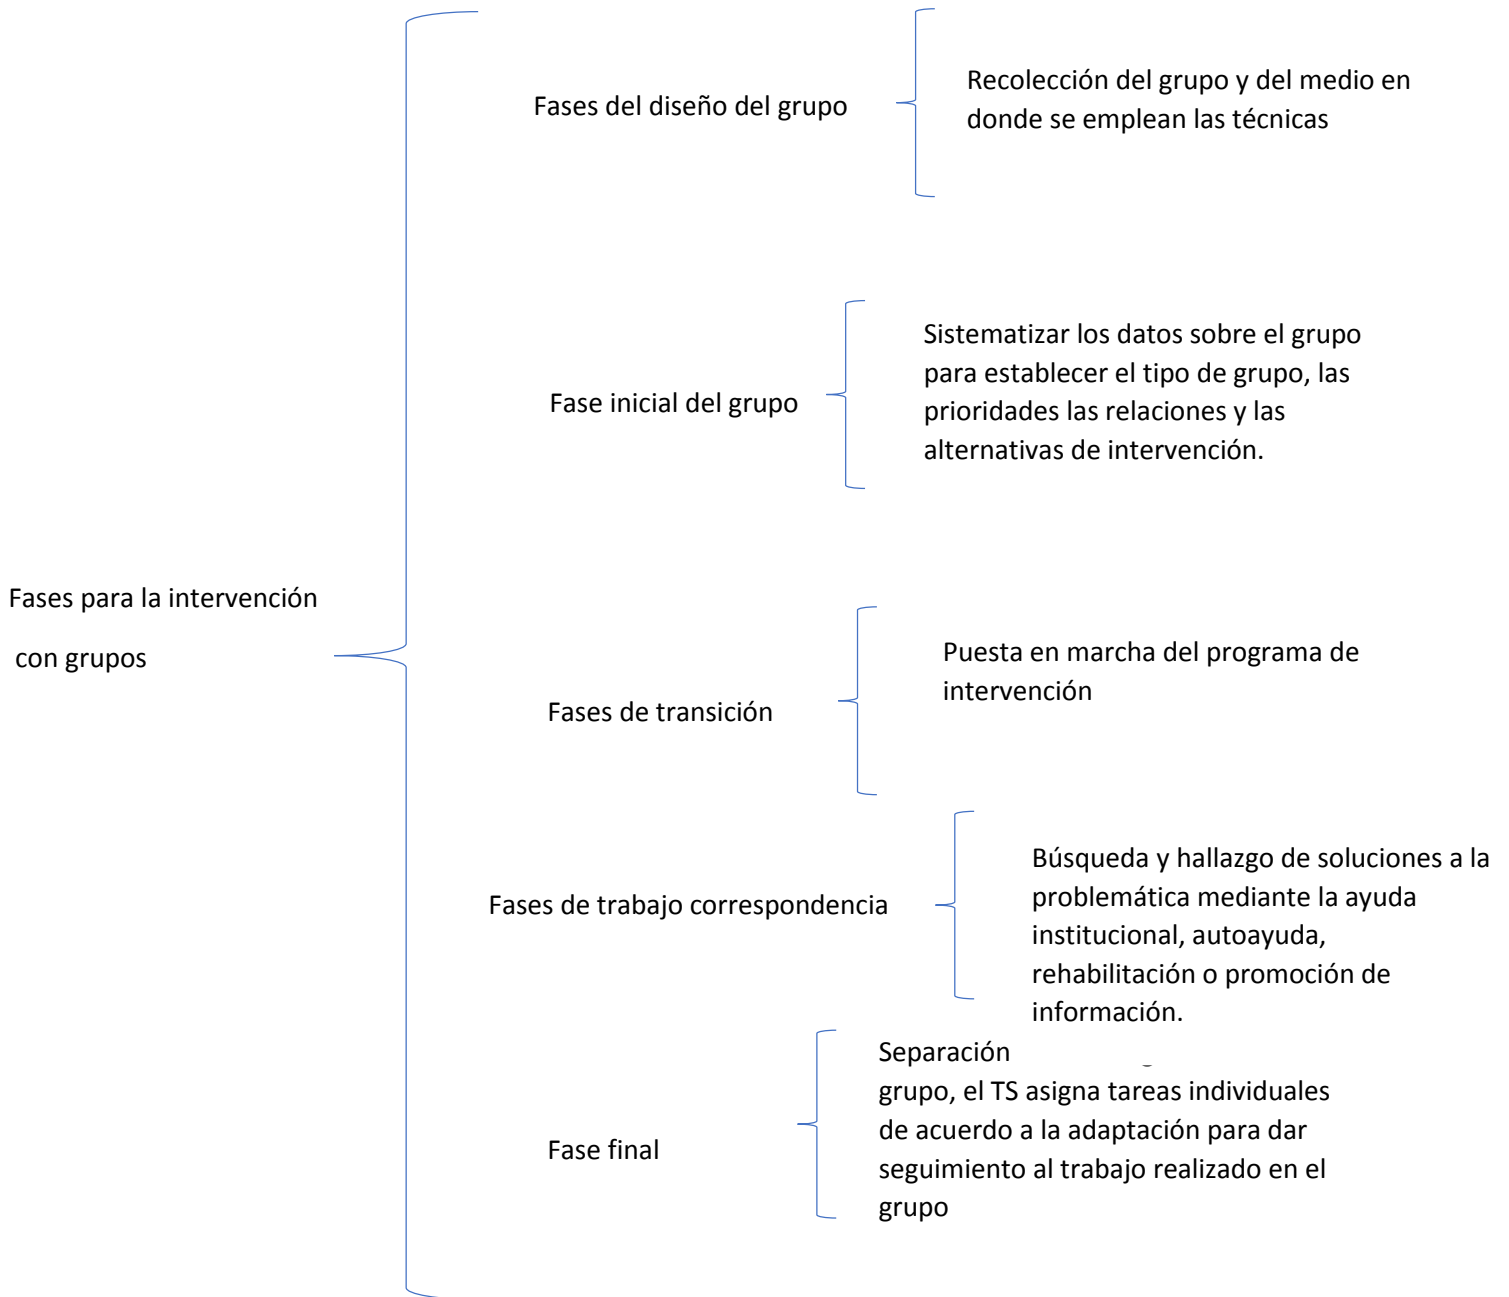 Fases del diseño del grupo
Recolección del grupo y del medio en
donde se emplean las técnicas
Fase inicial del grupo
Sistematizar los datos sobre el grupo
para establecer el tipo de grupo, las
prioridades las relaciones y las
alternativas de intervención.
Fases para la intervención
con grupos
Fases de transición
Puesta en marcha del programa de
intervención
Fases de trabajo correspondencia
Búsqueda y hallazgo de soluciones a la
problemática mediante la ayuda
institucional, autoayuda,
rehabilitación o promoción de
información.
Fase final
Separación
grupo, el TS asigna tareas individuales
de acuerdo a la adaptación para dar
seguimiento al trabajo realizado en el
grupo